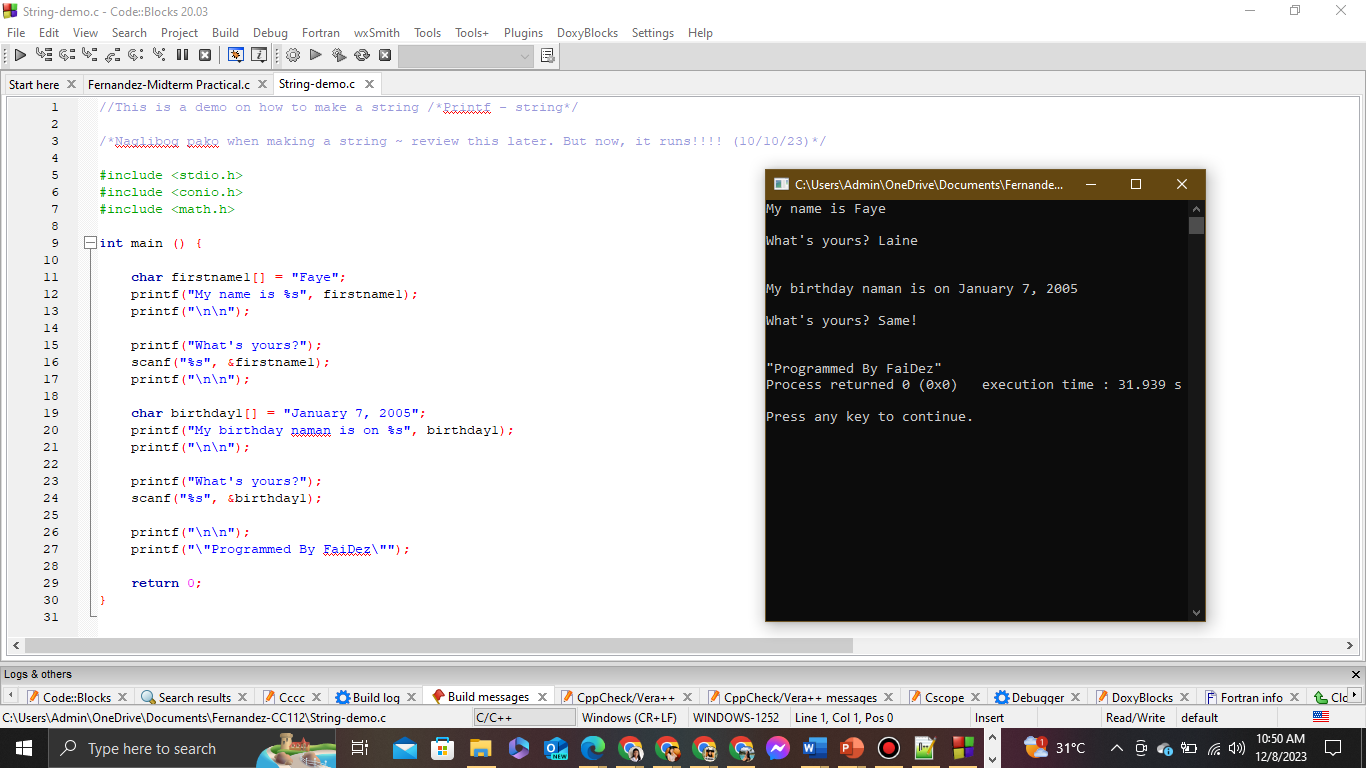 String-demo.c - Code::Blocks 20.03
File Edit View Search Project Build Debug Fortran wxSmith Tools Tools+ Plugins DoxyBlocks Settings Help
Start here Fernandez-Midterm Practical.c String-demo.c
1 //This is a demo on how to make a string /*Printf - string*/
2
3 /*Naglibog pako when making a string ~ review this later. But now, it runs!!!! (10/10/23)*/
4
5 #include <stdio.h>
6 #include <conio.h>
7 #include <math.h>
8
9 int main () {
10
11 char firstname1[] = "Faye";
12 printf("My name is %s", firstname1);
13 printf("\n\n");
14
15 printf("What's yours?");
16 scanf("%s", &firstname1);
17 printf("\n\n");
18
19 char birthday1[] = "January 7, 2005";
20 printf("My birthday naman is on %s", birthday1);
21 printf("\n\n");
22
23 printf("What's yours?");
24 scanf("%s", &birthday1);
25
26 printf("\n\n");
27 printf("\"Programmed By FaiDez\"");
28
29 return 0;
30 }
31
C:\Users\Admin\OneDrive\Documents\Fernande...
My name is Faye
What's yours? Laine
My birthday naman is on January 7, 2005
What's yours? Same!
"Programmed By FaiDez"
Process returned 0 (0x0) execution time : 31.939 s
Press any key to continue.
Logs & others
Code::Blocks Search results Cccc Build log Build messages CppCheck/Vera++ CppCheck/Vera++ messages Cscope Debugger DoxyBlocks Fortran info Clo
C:\Users\Admin\OneDrive\Documents\Fernandez-CC112\String-demo.c C/C++ Windows (CR+LF) WINDOWS-1252 Line 1, Col 1, Pos 0 Insert Read/Write default
Type here to search
NEW
1 31°C
10:50 AM
12/8/2023